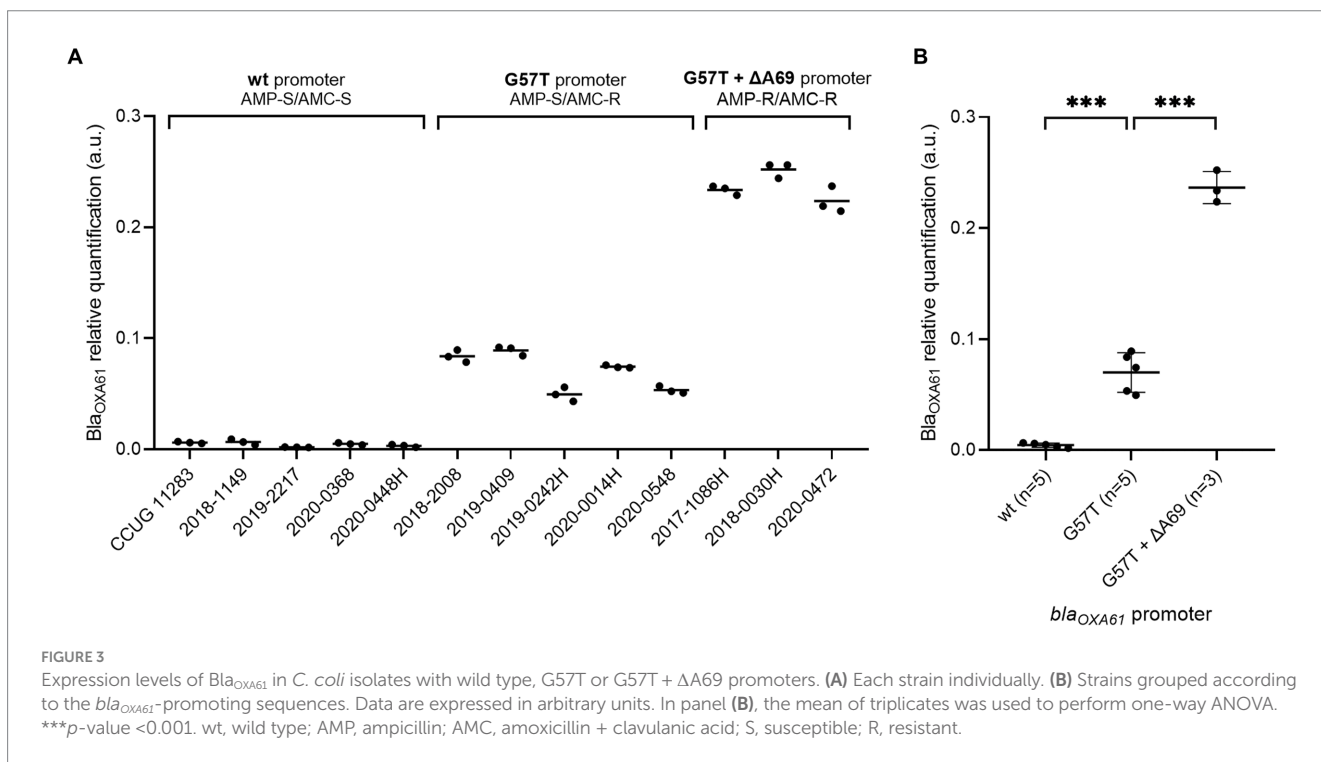 A
wt promoter
AMP-S/AMC-S
G57T promoter
AMP-S/AMC-R
G57T + ΔA69 promoter
AMP-R/AMC-R
0.3
0.2
0.1
0.0
Bla_OXA61 relative quantification (a.u.)
CCUG 11283
2018-1149
2019-2217
2020-0368
2020-0448H
2018-2008
2019-0409
2019-0242H
2020-0014H
2020-0548
2017-1086H
2018-0030H
2020-0472
B
***
***
0.3
0.2
0.1
0.0
Bla_OXA61 relative quantification (a.u.)
wt (n=5)
G57T (n=5)
G57T + ΔA69 (n=3)
bla_OXA61 promoter
FIGURE 3
Expression levels of Bla_OXA61 in C. coli isolates with wild type, G57T or G57T + ΔA69 promoters. (A) Each strain individually. (B) Strains grouped according
to the bla_OXA61-promoting sequences. Data are expressed in arbitrary units. In panel (B), the mean of triplicates was used to perform one-way ANOVA.
***p-value <0.001. wt, wild type; AMP, ampicillin; AMC, amoxicillin + clavulanic acid; S, susceptible; R, resistant.